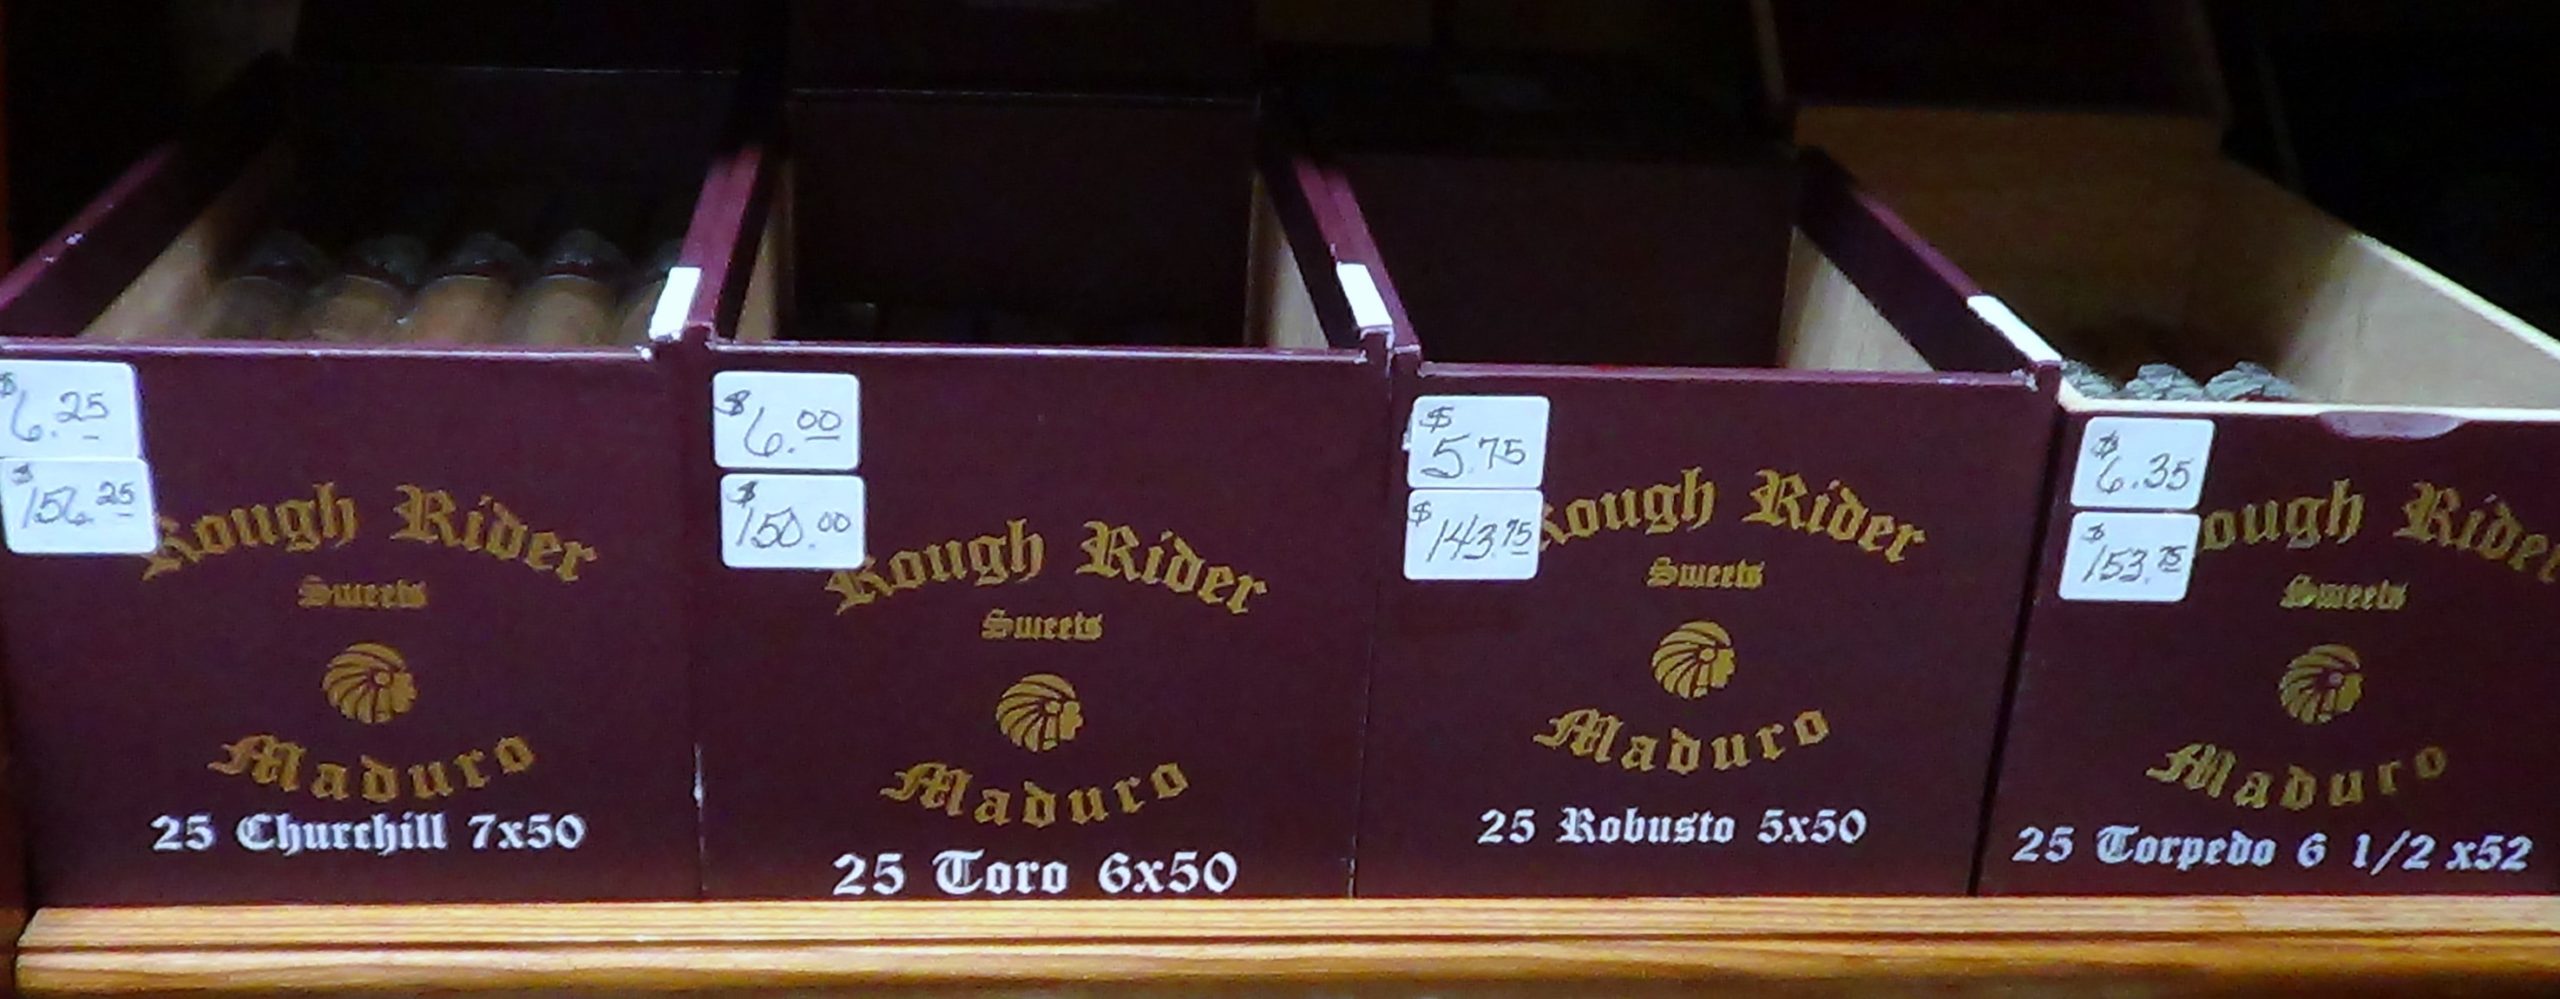 $6.25
$156.25
Rough Rider
Sweets
Maduro
25 Churchill 7x50
$6.00
$150.00
Rough Rider
Sweets
Maduro
25 Toro 6x50
$5.75
$143.75
Rough Rider
Sweets
Maduro
25 Robusto 5x50
$6.35
$153.75
ough Rider
Sweets
Maduro
25 Torpedo 6 1/2 x52